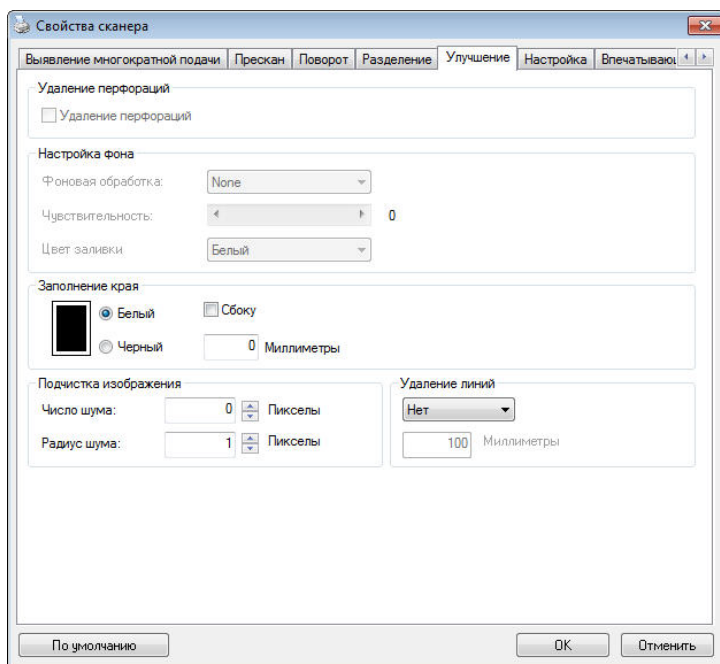 Свойства сканера
Выявление многократной подачи Прескан Поворот Разделение Улучшение Настройка
Удаление перфораций
Удаление перфораций
Настройка фона
Фоновая обработка: None
Чувствительность: 0
Цвет заливки Белый
Заполнение края
Белый Сбоку
Черный 0 Миллиметры
Подчистка изображения Удаление линий
Число шума: 0 Пикселы Нет
Радиус шума: 1 Пикселы 100 Миллиметры
По умолчанию OK Отменить